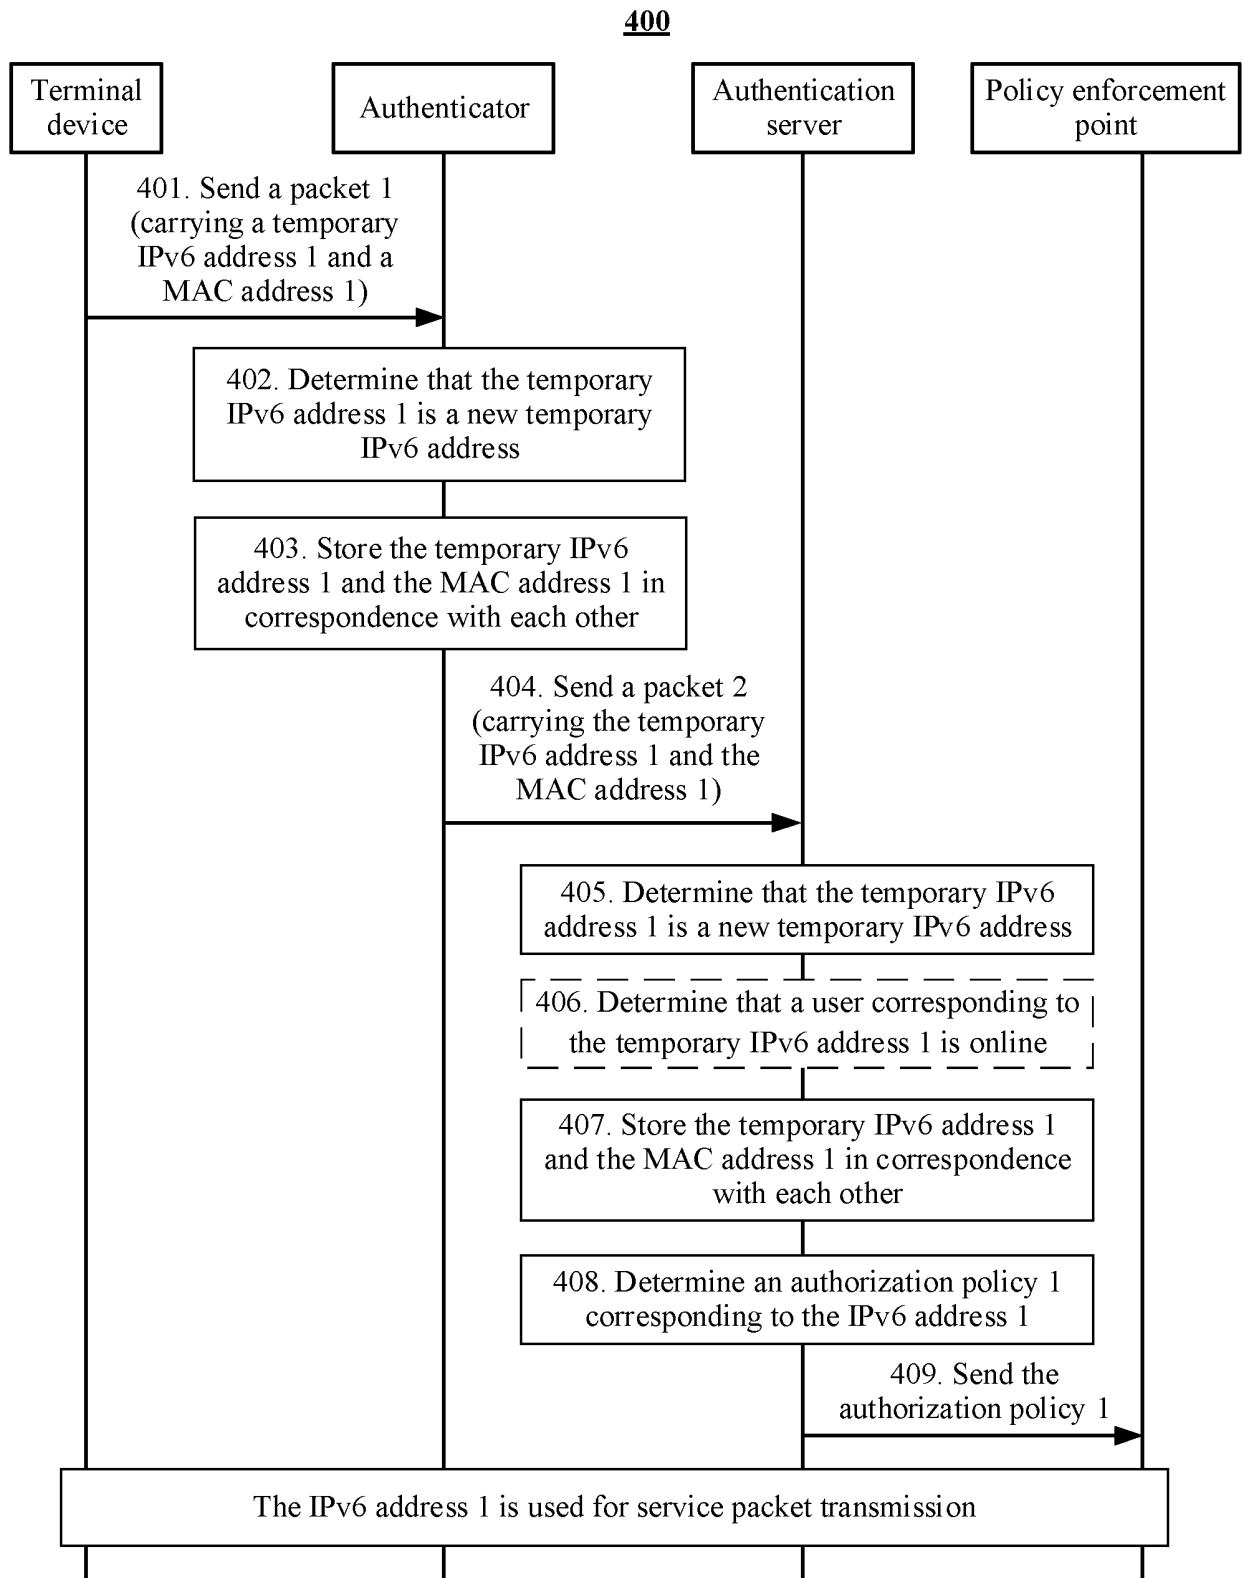 400
Terminal
device
Authenticator
Authentication
server
Policy enforcement
point
401. Send a packet 1
(carrying a temporary
IPv6 address 1 and a
MAC address 1)
402. Determine that the temporary
IPv6 address 1 is a new temporary
IPv6 address
403. Store the temporary IPv6
address 1 and the MAC address 1 in
correspondence with each other
404. Send a packet 2
(carrying the temporary
IPv6 address 1 and the
MAC address 1)
405. Determine that the temporary IPv6
address 1 is a new temporary IPv6 address
406. Determine that a user corresponding to
the temporary IPv6 address 1 is online
407. Store the temporary IPv6 address 1
and the MAC address 1 in correspondence
with each other
408. Determine an authorization policy 1
corresponding to the IPv6 address 1
409. Send the
authorization policy 1
The IPv6 address 1 is used for service packet transmission